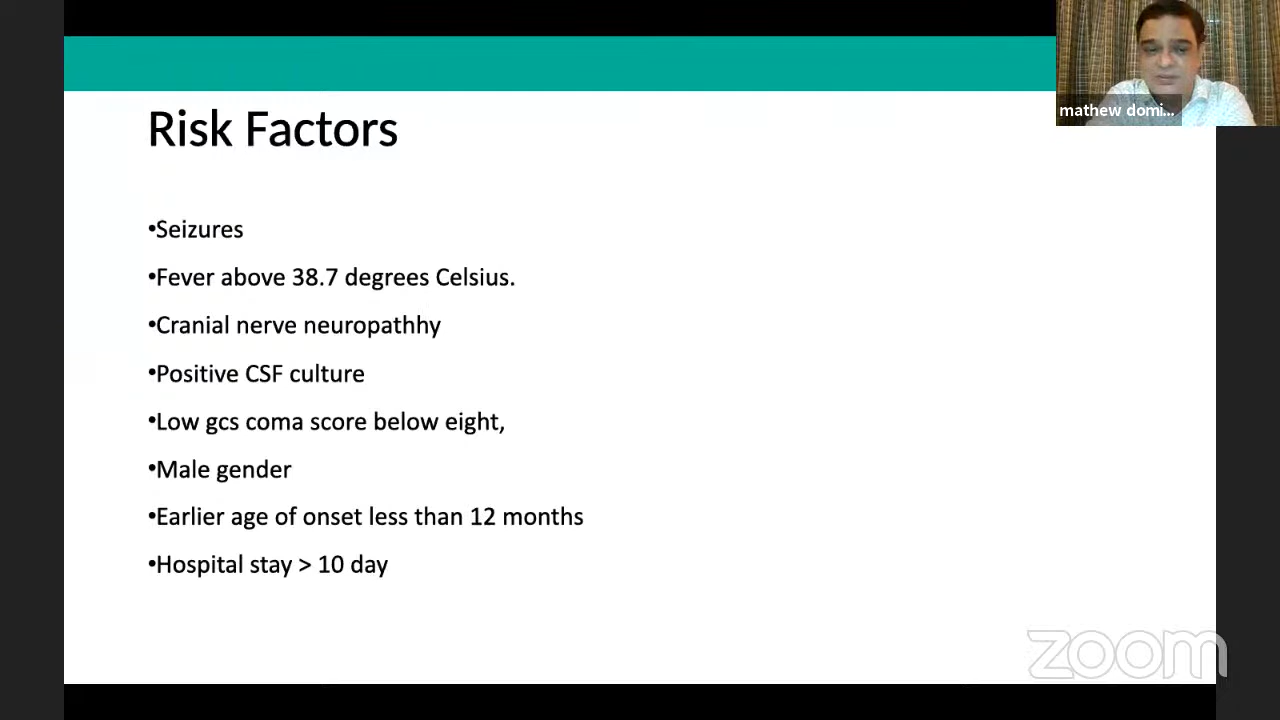 mathew domi...
Risk Factors
•Seizures
•Fever above 38.7 degrees Celsius.
•Cranial nerve neuropathhy
•Positive CSF culture
•Low gcs coma score below eight,
•Male gender
•Earlier age of onset less than 12 months
•Hospital stay > 10 day
zoom